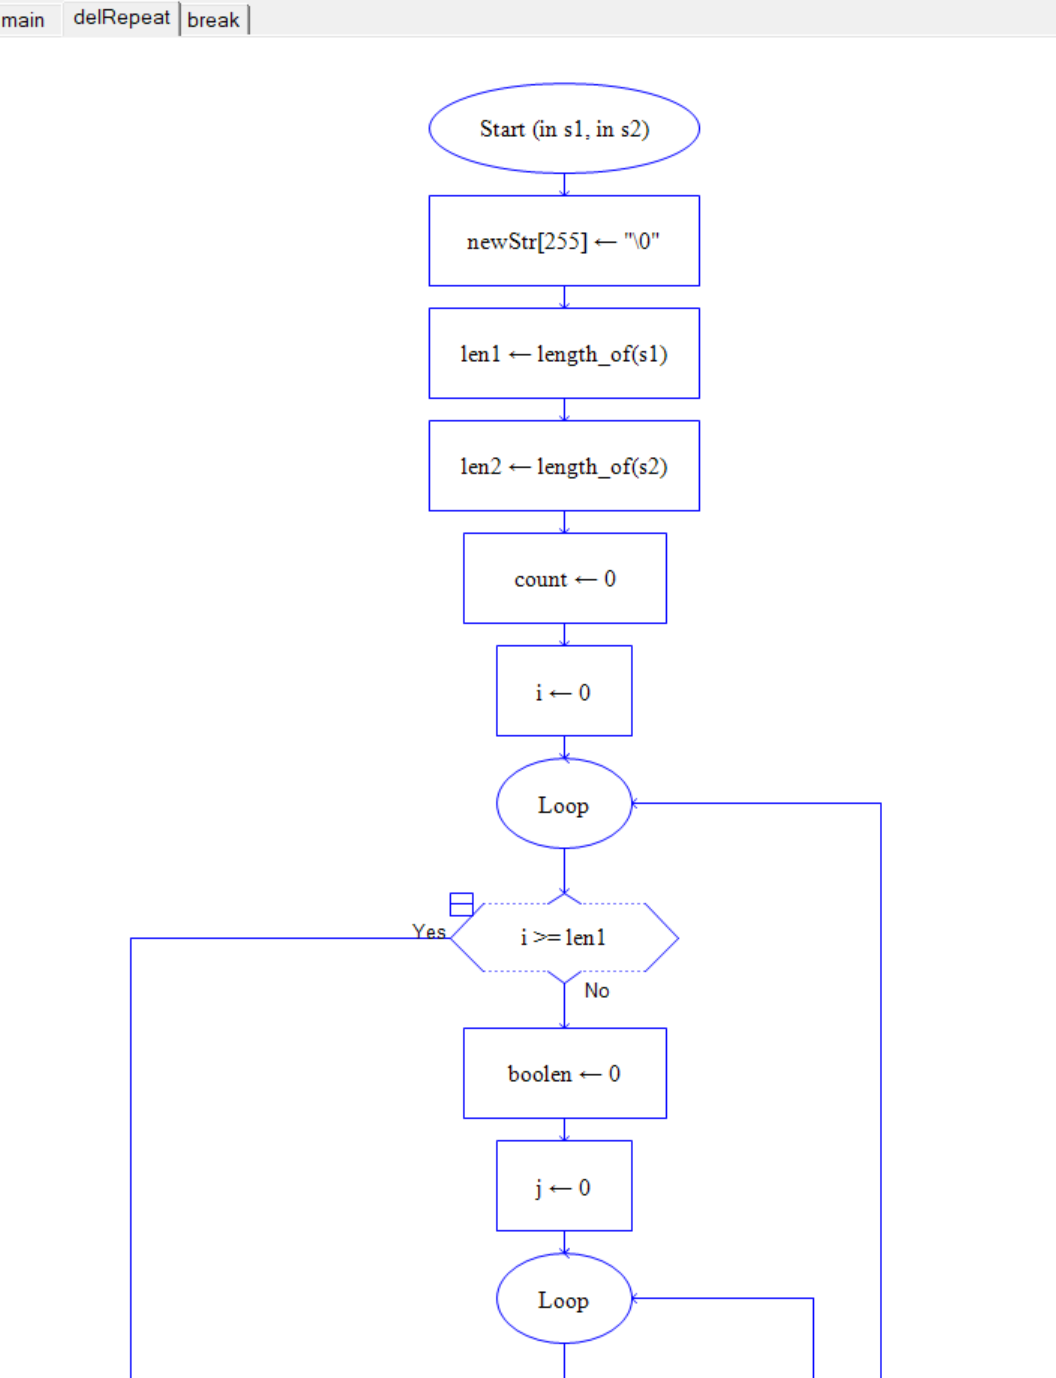 main delRepeat break
Start (in s1, in s2)
newStr[255] ← "\0"
len1 ← length_of(s1)
len2 ← length_of(s2)
count ← 0
i ← 0
Loop
Yes
i >= len1
No
boolen ← 0
j ← 0
Loop